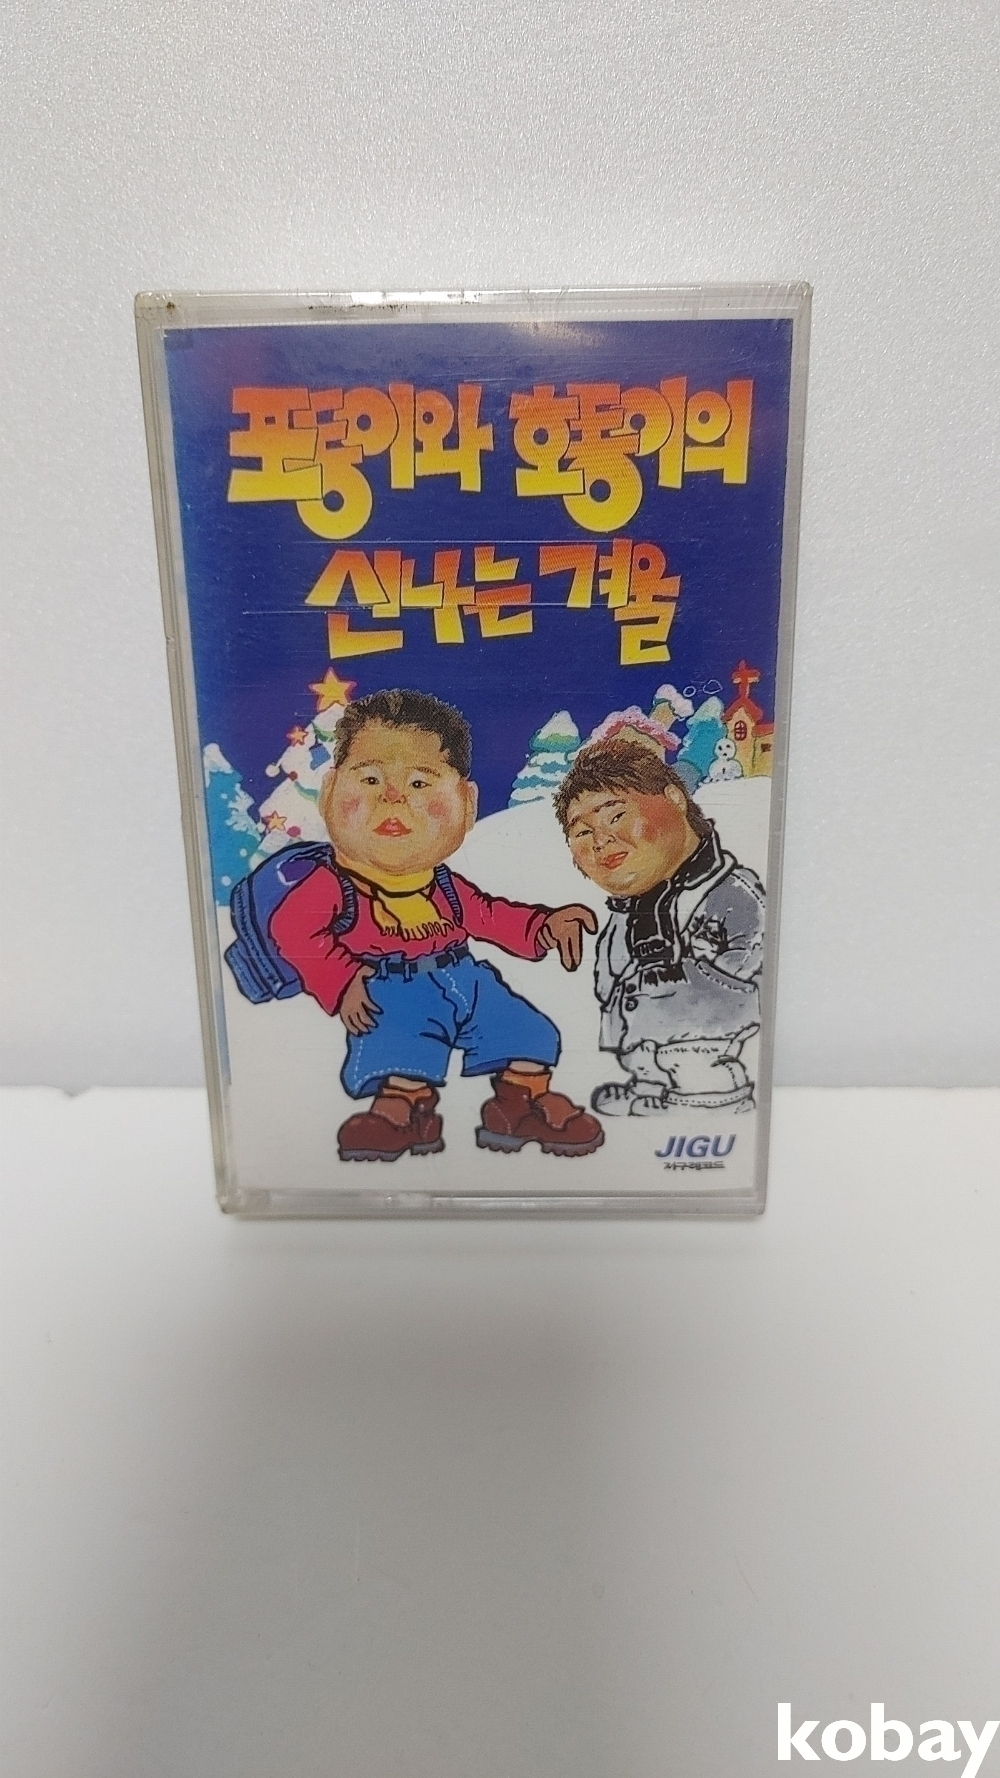 포동이와 호동이의
신나는 겨울
JIGU
지구레코드
kobay